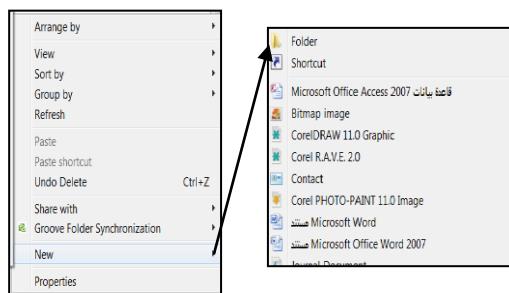 Arrange by
View
Sort by
Group by
Refresh
Paste
Paste shortcut
Undo Delete Ctrl+Z
Share with
Groove Folder Synchronization
New
Properties
Folder
Shortcut
Microsoft Office Access 2007 قاعدة بيانات
Bitmap image
CorelDRAW 11.0 Graphic
Corel R.A.V.E. 2.0
Contact
Corel PHOTO-PAINT 11.0 Image
مستند Microsoft Word
مستند Microsoft Office Word 2007
Journal Document